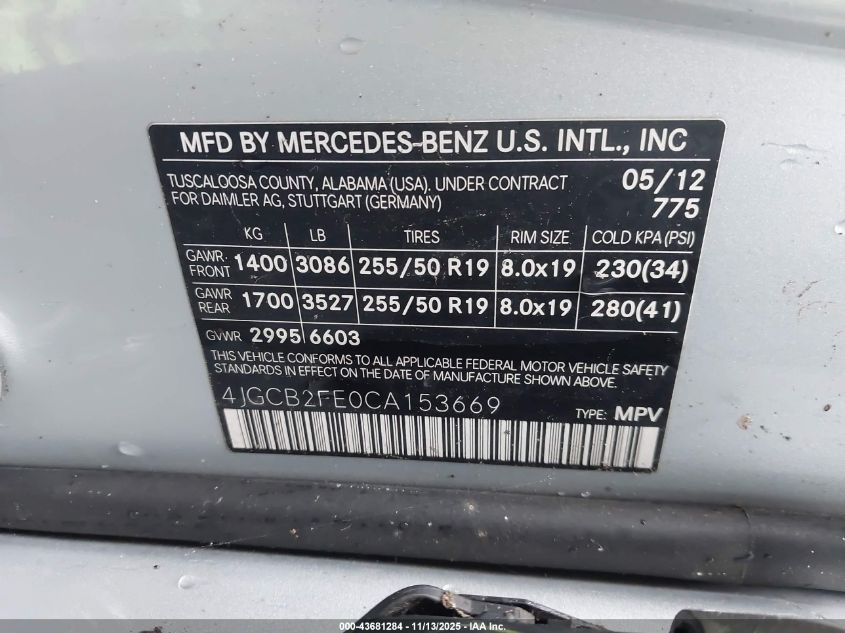 MFD BY MERCEDES-BENZ U.S. INTL., INC
TUSCALOOSA COUNTY, ALABAMA (USA). UNDER CONTRACT 05/12
FOR DAIMLER AG, STUTTGART (GERMANY) 775
KG LB TIRES RIM SIZE COLD KPA (PSI)
GAWR FRONT 1400 3086 255/50 R19 8.0x19 230(34)
GAWR REAR 1700 3527 255/50 R19 8.0x19 280(41)
GVWR 2995 6603
THIS VEHICLE CONFORMS TO ALL APPLICABLE FEDERAL MOTOR VEHICLE SAFETY
STANDARDS IN EFFECT ON THE DATE OF MANUFACTURE SHOWN ABOVE.
4JGCB2FE0CA153669 TYPE: MPV
000-43681284 - 11/13/2025 - IAA, Inc.